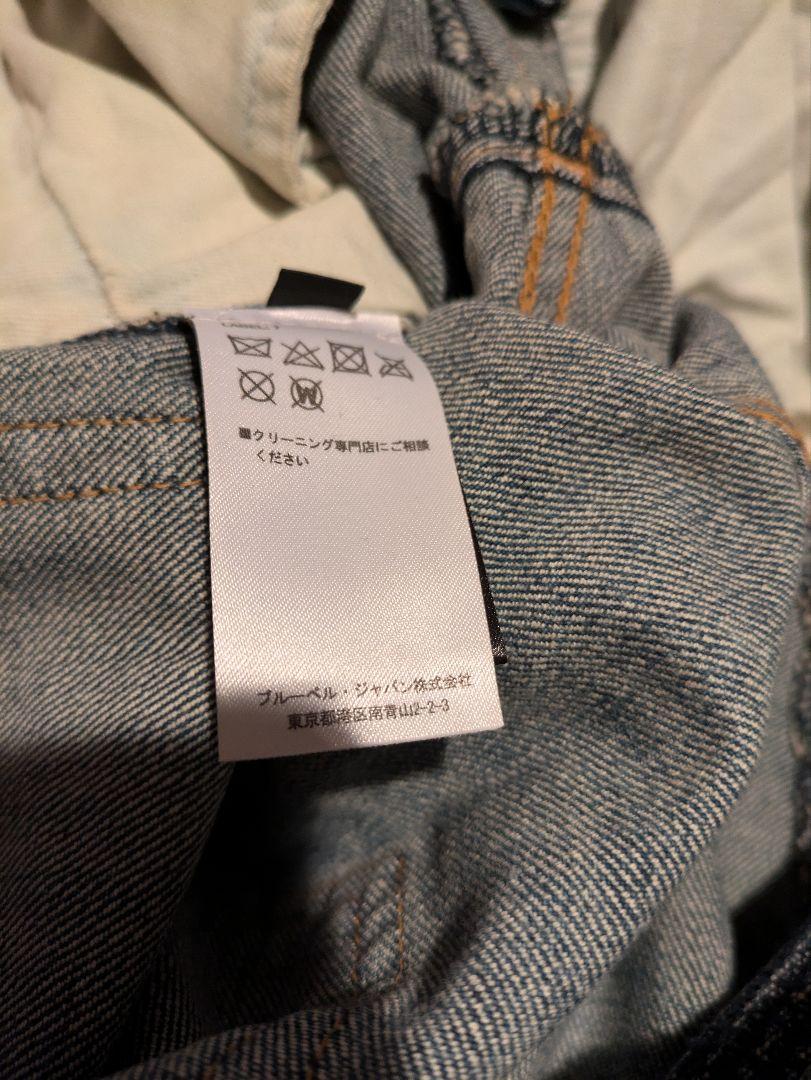 ■クリーニング専門店にご相談
ください
ブルーベル・ジャパン株式会社
東京都港区南青山2-2-3